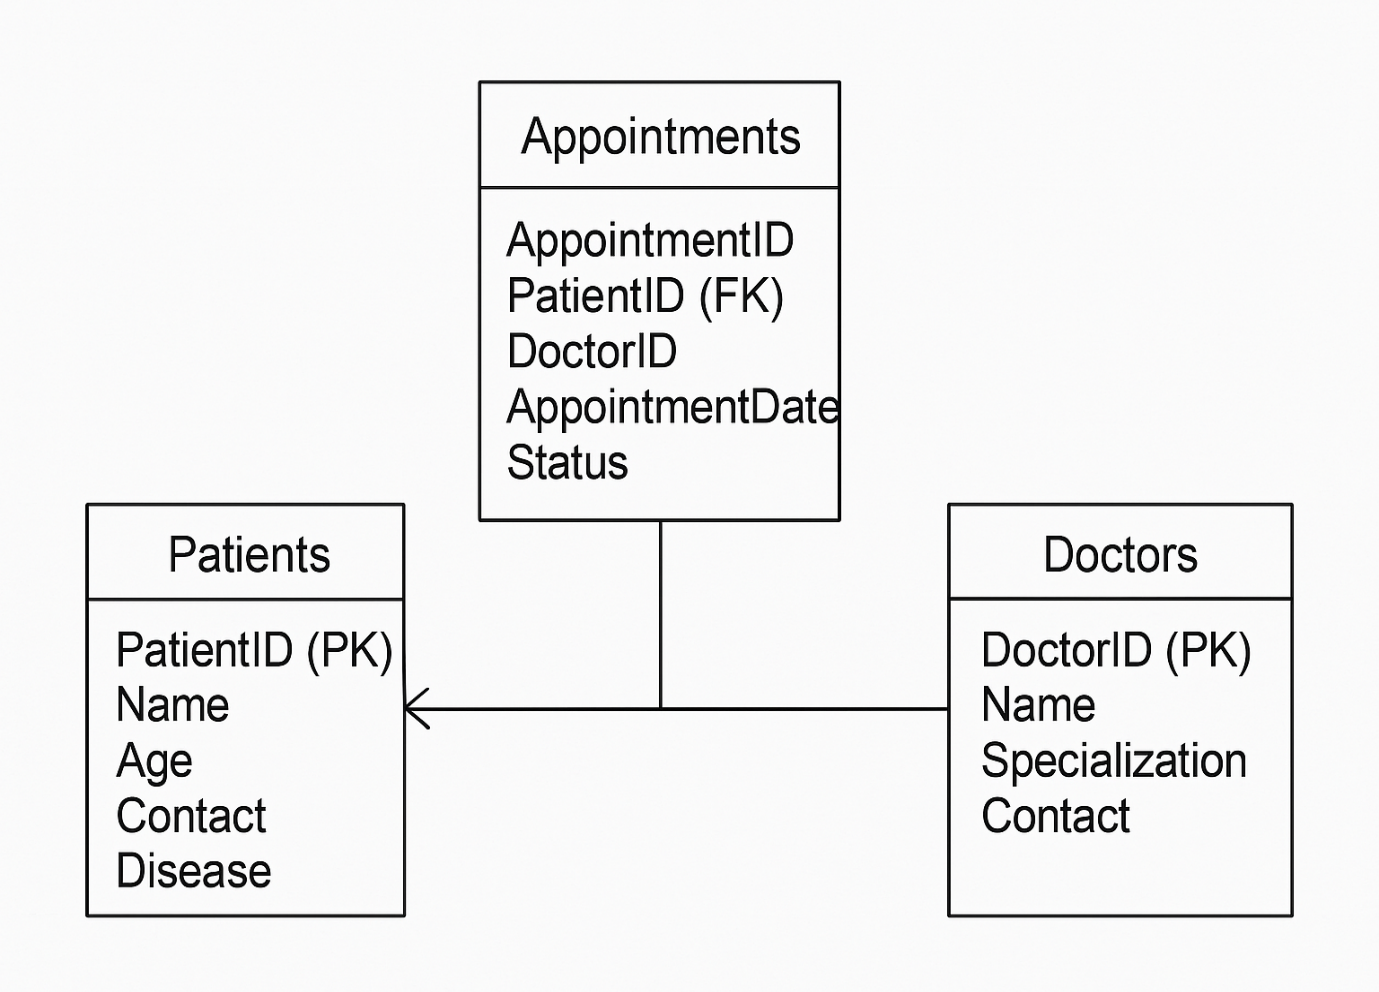 Appointments
AppointmentID
PatientID (FK)
DoctorID
AppointmentDate
Status
Patients
PatientID (PK)
Name
Age
Contact
Disease
Doctors
DoctorID (PK)
Name
Specialization
Contact